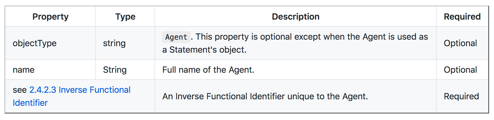 Property Type Description Required
objectType string Agent. This property is optional except when the Agent is used as Optional
a Statement's object.
name String Full name of the Agent. Optional
see 2.4.2.3 Inverse Functional An Inverse Functional Identifier unique to the Agent. Required
Identifier